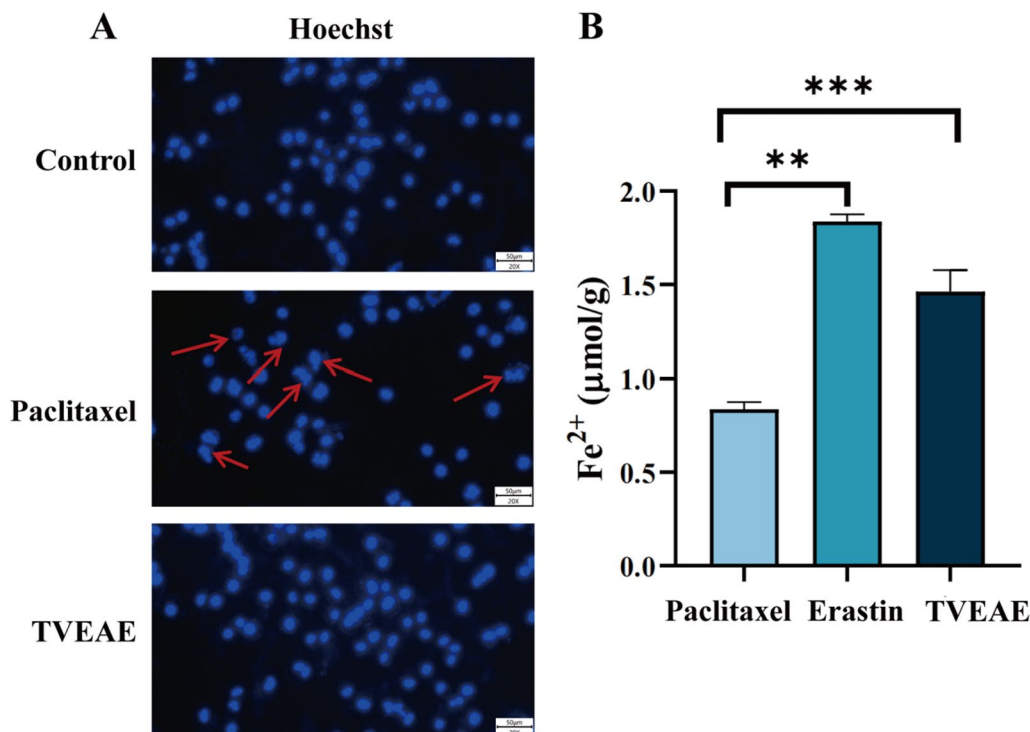 A
Hoechst
Control
50μm
20X
Paclitaxel
50μm
20X
TVEAE
50μm
20X
B
***
**
Fe²⁺ (μmol/g)
2.0
1.5
1.0
0.5
0.0
Paclitaxel Erastin TVEAE